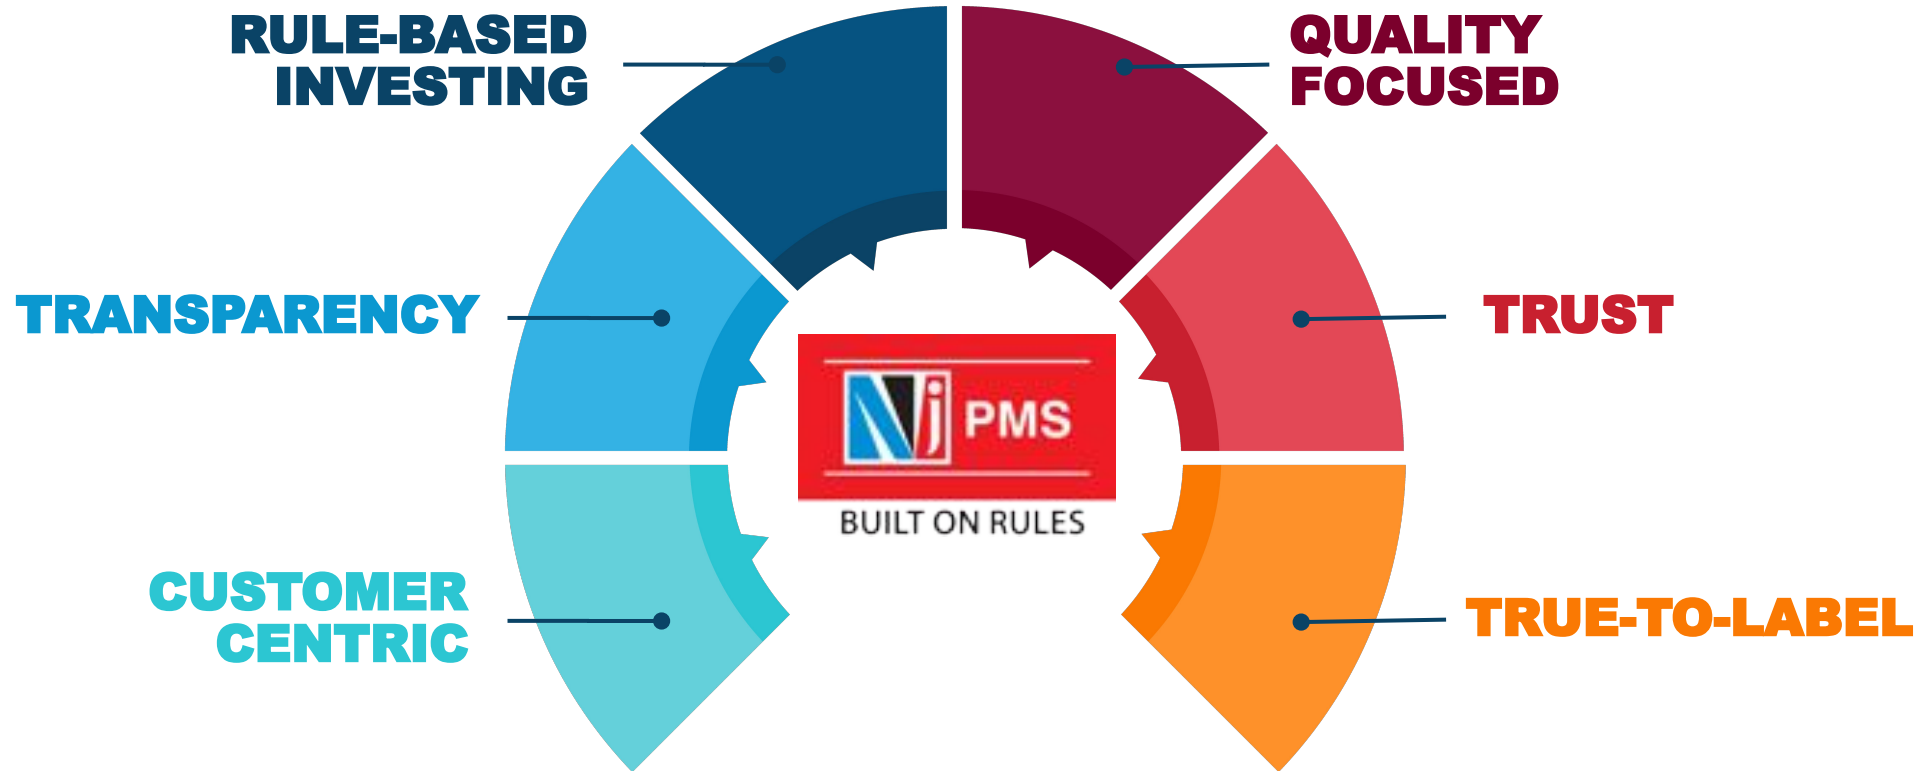 RULE-BASED
INVESTING
QUALITY
FOCUSED
TRANSPARENCY
TRUST
Nj PMS
BUILT ON RULES
CUSTOMER
CENTRIC
TRUE-TO-LABEL